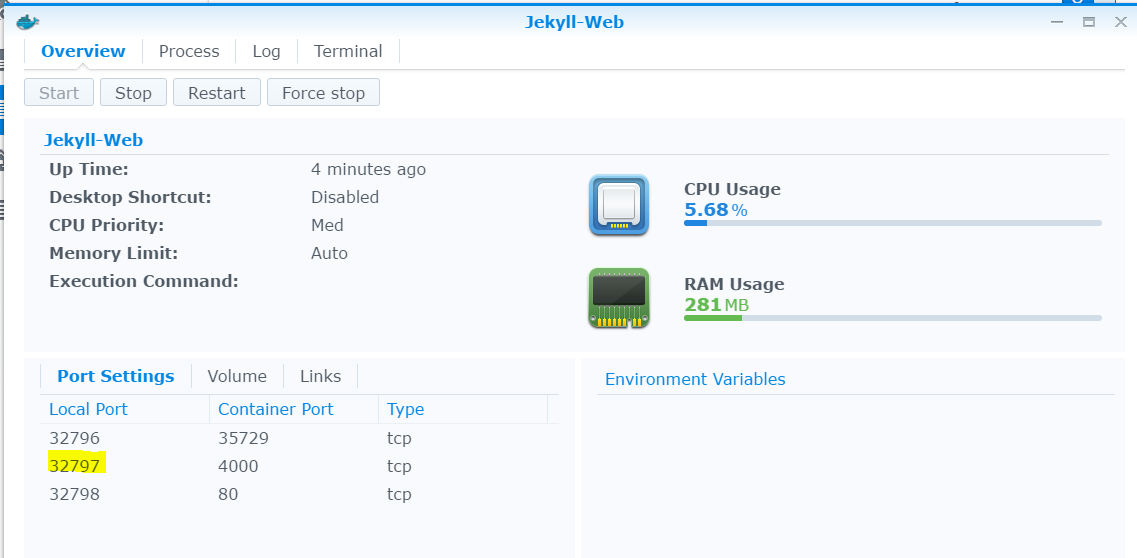 Jekyll-Web
Overview Process Log Terminal
Start Stop Restart Force stop
Jekyll-Web
Up Time: 4 minutes ago
Desktop Shortcut: Disabled
CPU Priority: Med
Memory Limit: Auto
Execution Command:
CPU Usage
5.68 %
RAM Usage
281 MB
Port Settings Volume Links
Local Port Container Port Type
32796 35729 tcp
32797 4000 tcp
32798 80 tcp
Environment Variables